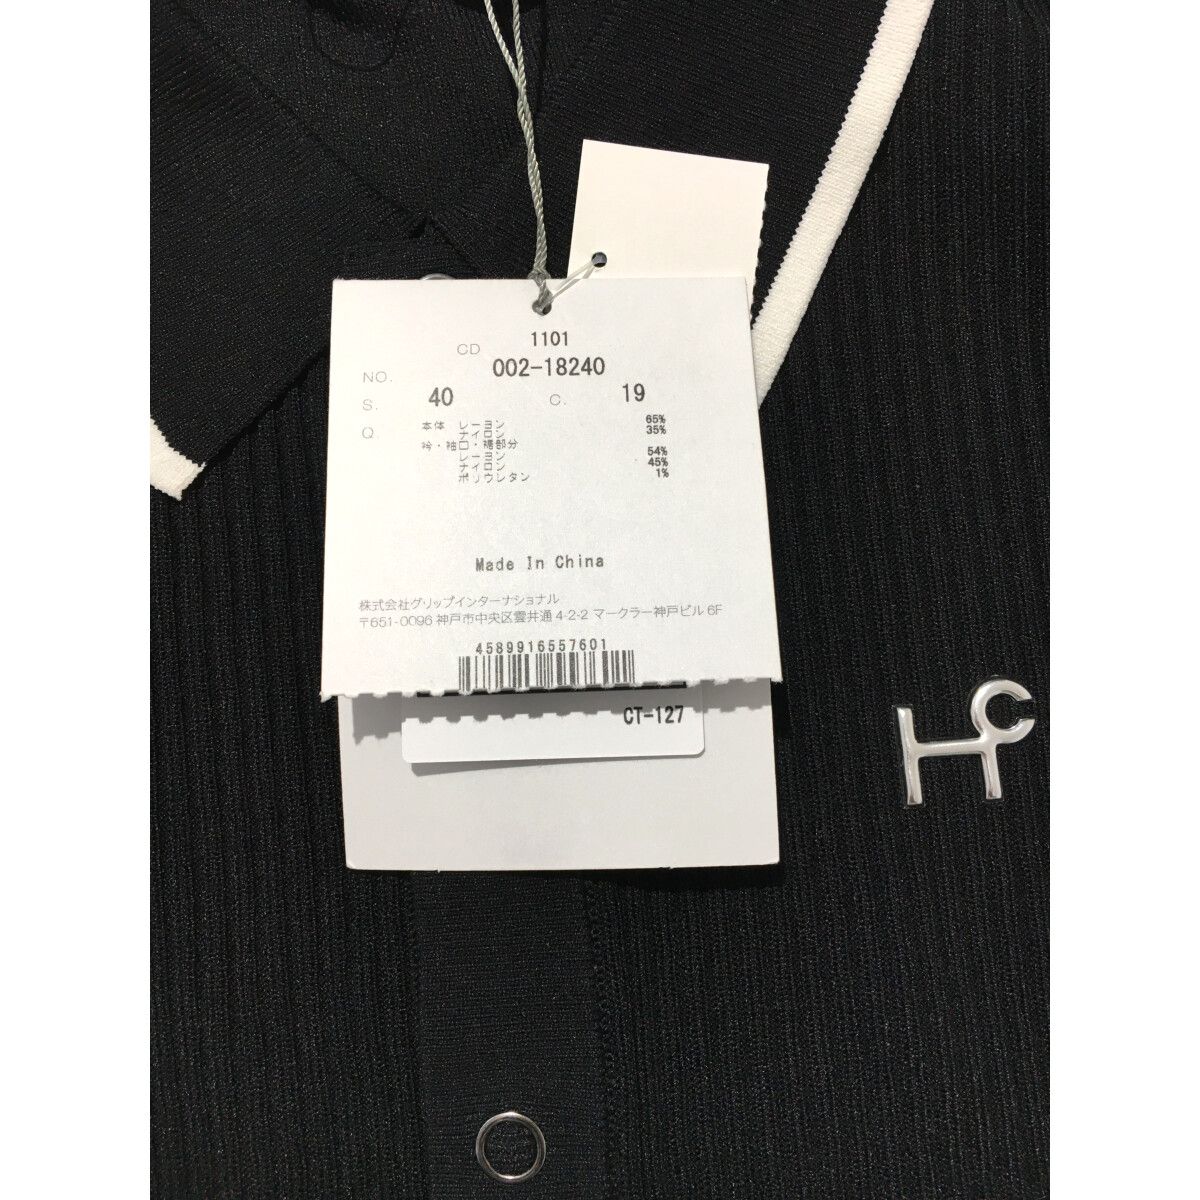 CD 1101
NO. 002-18240
S. 40 C. 19
Q. 本体 レーヨン 65%
ナイロン 35%
衿・袖口・裾部分
レーヨン 54%
ナイロン 45%
ポリウレタン 1%
Made In China
株式会社グリップインターナショナル
〒651-0096 神戸市中央区雲井通 4-2-2 マークラー神戸ビル 6F
4589916557601
CT-127
HC